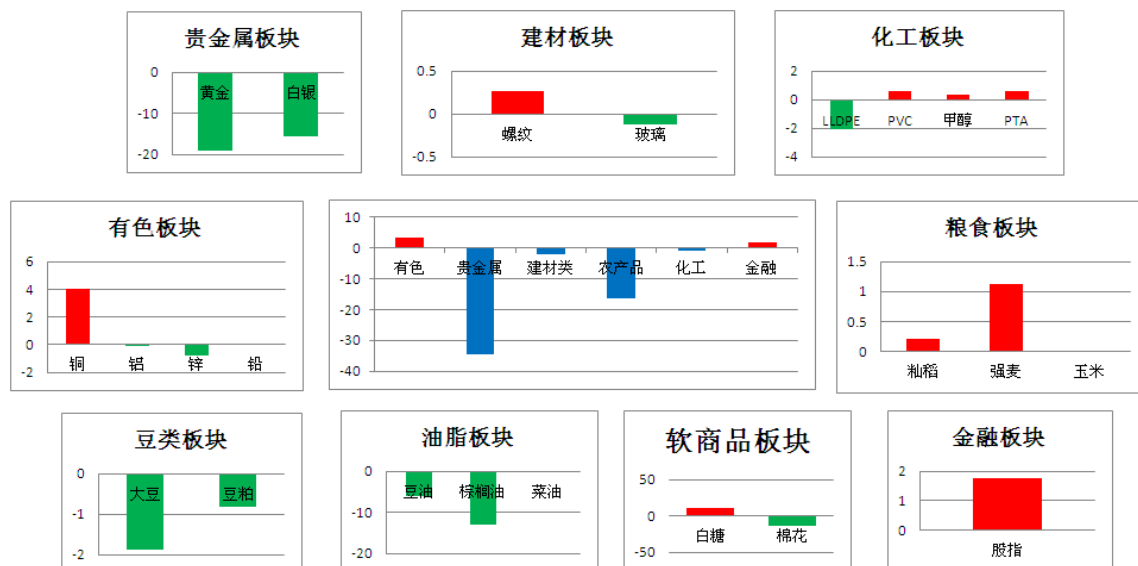 贵金属板块
0
-10
-20
黄金
白银
建材板块
0.5
0
-0.5
螺纹
玻璃
化工板块
2
0
-2
-4
LLDPE
PVC
甲醇
PTA
有色板块
6
4
2
0
-2
铜
铝
锌
铅
10
0
-10
-20
-30
-40
有色
贵金属
建材类
农产品
化工
金融
粮食板块
1.5
1
0.5
0
籼稻
强麦
玉米
豆类板块
0
-1
-2
大豆
豆粕
油脂板块
0
-10
-20
豆油
棕榈油
菜油
软商品板块
50
0
-50
白糖
棉花
金融板块
2
1
0
股指